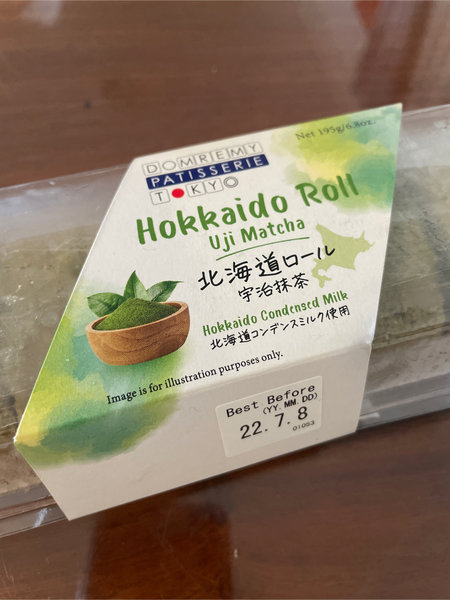 Net 195g/6.8oz.
DOMREMY
PATISSERIE
TOKYO
Hokkaido Roll
Uji Matcha
北海道ロール
宇治抹茶
Hokkaido Condensed Milk
北海道コンデンスミルク使用
Image is for illustration purposes only.
Best Before
(YY.MM.DD)
22.7.8
01093